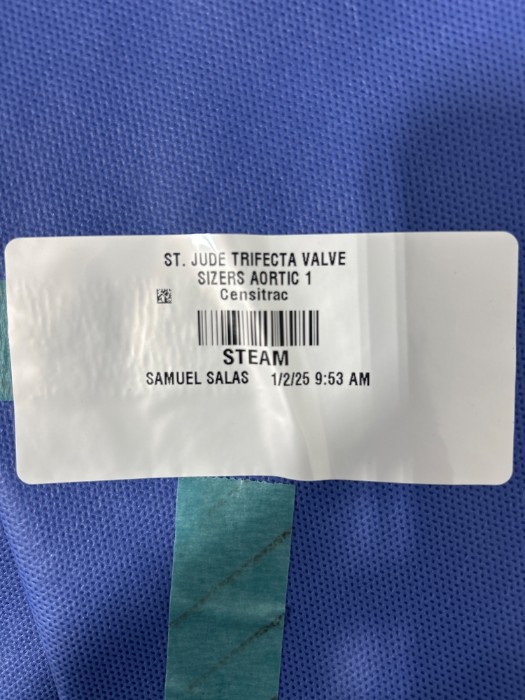 ST. JUDE TRIFECTA VALVE
SIZERS AORTIC 1
Censitrac
STEAM
SAMUEL SALAS 1/2/25 9:53 AM